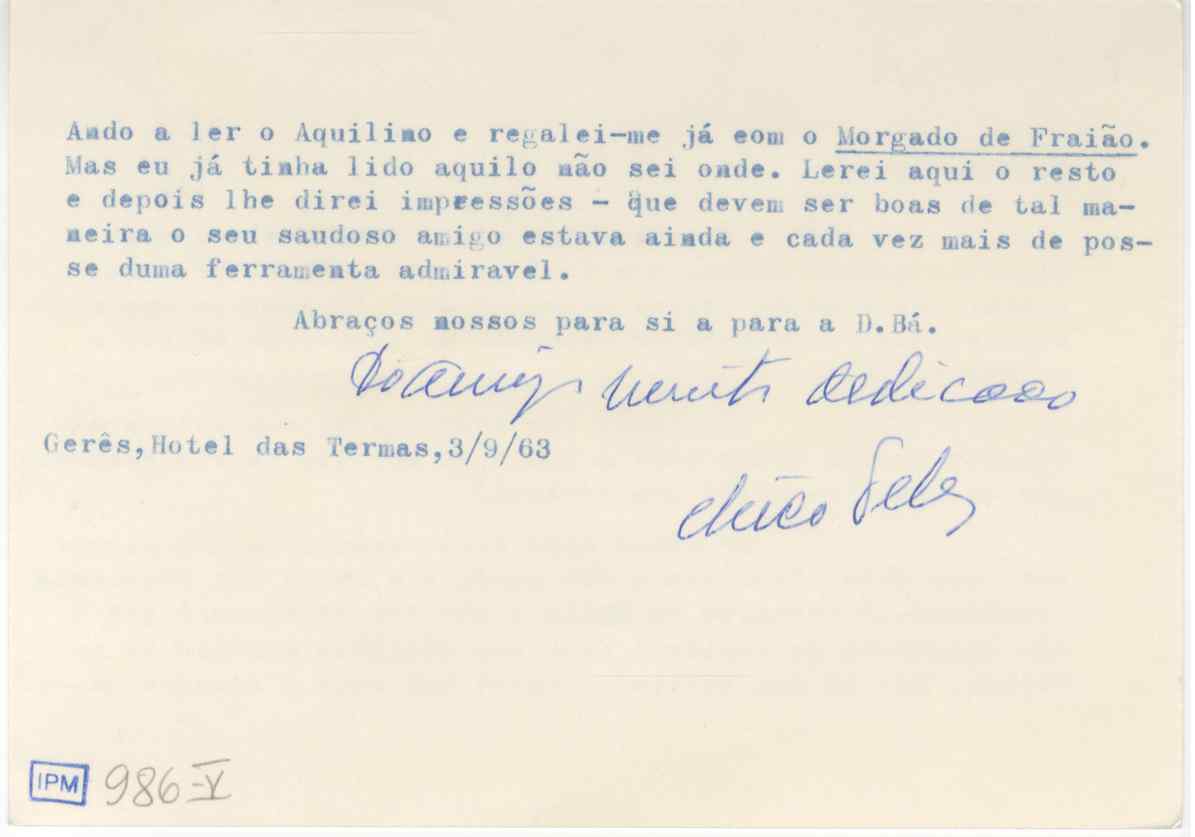 Ando a ler o Aquilino e regalei-me já eom o Morgado de Fraião.
Mas eu já tinha lido aquilo não sei onde. Lerei aqui o resto
e depois lhe direi impressões - que devem ser boas de tal ma-
neira o seu saudoso amigo estava ainda e cada vez mais de pos-
se duma ferramenta admiravel.
Abraços nossos para si a para a D.Bá.
Do amigo muito dedicado
Gerês,Hotel das Termas,3/9/63
IPM 986-V